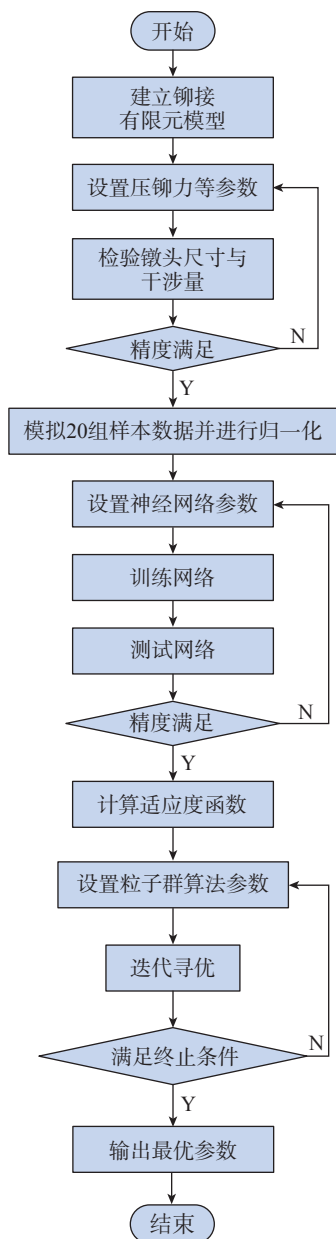 开始
建立铆接
有限元模型
设置压铆力等参数
检验镦头尺寸与
干涉量
精度满足
N
Y
模拟20组样本数据并进行归一化
设置神经网络参数
训练网络
测试网络
精度满足
N
Y
计算适应度函数
设置粒子群算法参数
迭代寻优
满足终止条件
N
Y
输出最优参数
结束